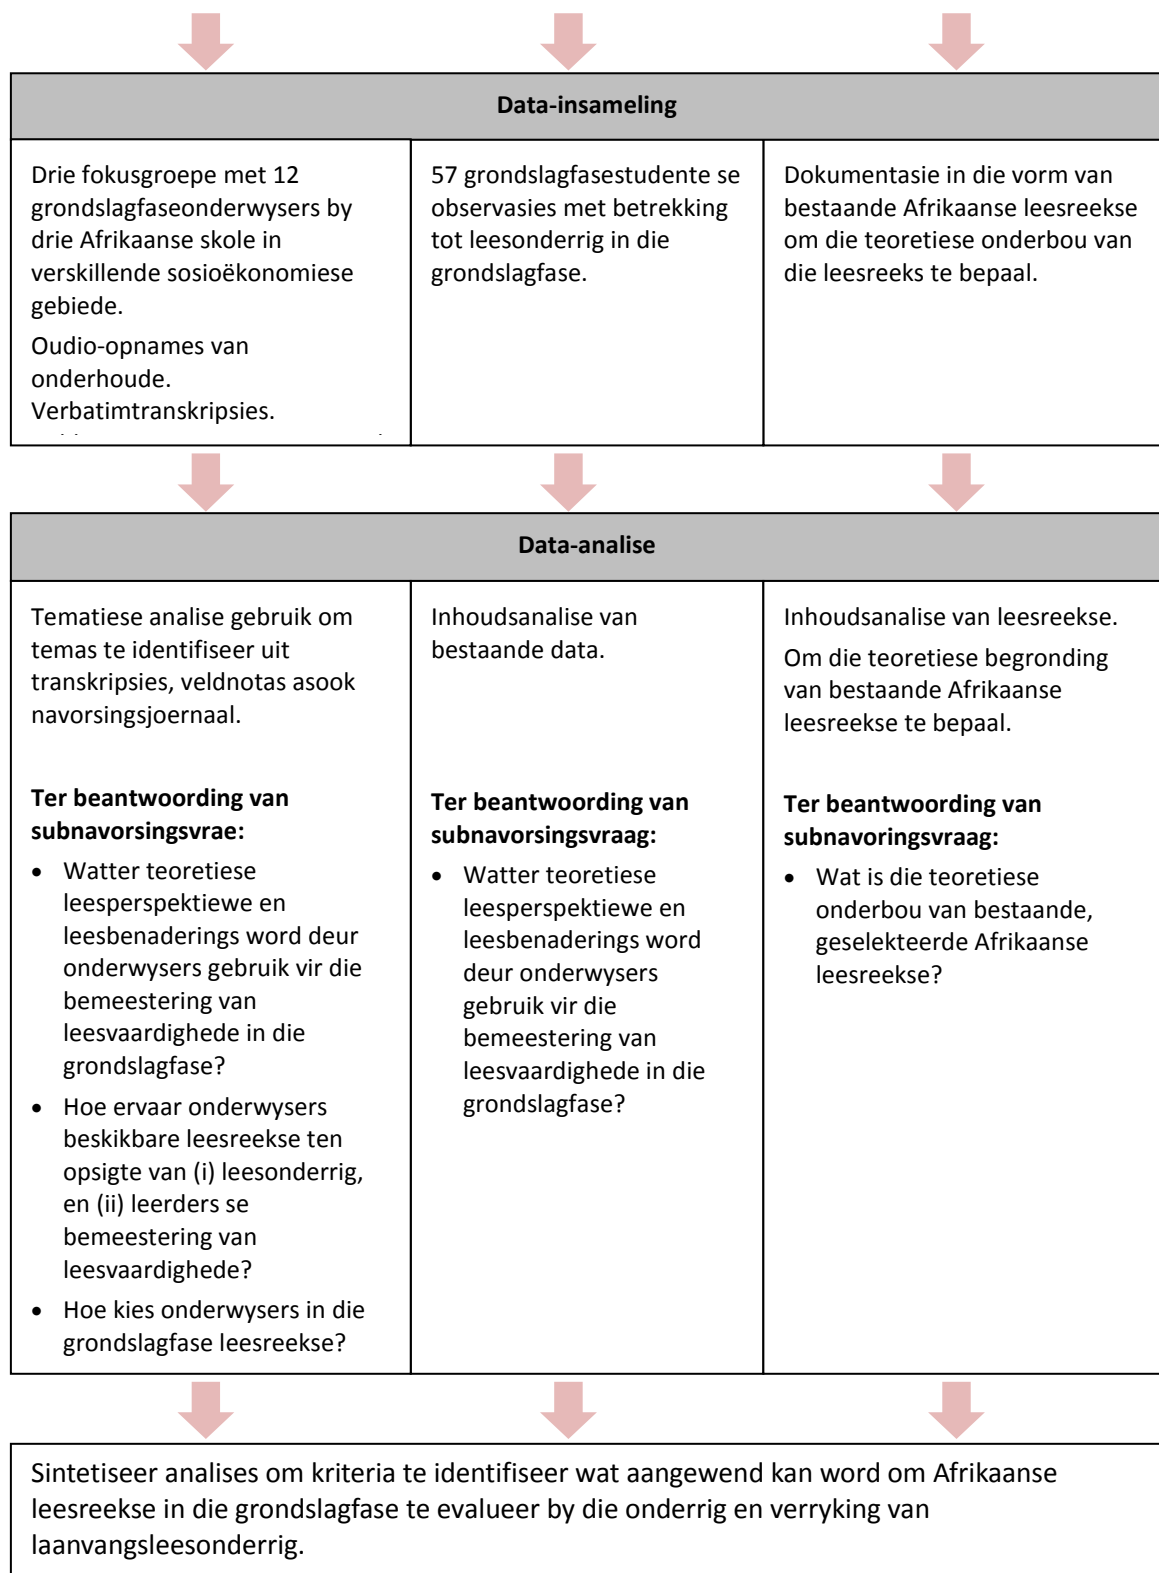 Data-insameling
Drie fokusgroepe met 12
grondslagfaseonderwysers by
drie Afrikaanse skole in
verskillende sosioëkonomiese
gebiede.
Oudio-opnames van
onderhoude.
Verbatimtranskripsies.
57 grondslagfasestudente se
observasies met betrekking
tot leesonderrig in die
grondslagfase.
Dokumentasie in die vorm van
bestaande Afrikaanse leesreekse
om die teoretiese onderbou van
die leesreeks te bepaal.
Data-analise
Tematiese analise gebruik om
temas te identifiseer uit
transkripsies, veldnotas asook
navorsingsjoernaal.
Ter beantwoording van
subnavorsingsvrae:
• Watter teoretiese
leesperspektiewe en
leesbenaderings word deur
onderwysers gebruik vir die
bemeestering van
leesvaardighede in die
grondslagfase?
• Hoe ervaar onderwysers
beskikbare leesreekse ten
opsigte van (i) leesonderrig,
en (ii) leerders se
bemeestering van
leesvaardighede?
• Hoe kies onderwysers in die
grondslagfase leesreekse?
Inhoudsanalise van
bestaande data.
Ter beantwoording van
subnavorsingsvraag:
• Watter teoretiese
leesperspektiewe en
leesbenaderings word
deur onderwysers
gebruik vir die
bemeestering van
leesvaardighede in die
grondslagfase?
Inhoudsanalise van leesreekse.
Om die teoretiese begronding
van bestaande Afrikaanse
leesreekse te bepaal.
Ter beantwoording van
subnavoringsvraag:
• Wat is die teoretiese
onderbou van bestaande,
geselekteerde Afrikaanse
leesreekse?
Sintetiseer analises om kriteria te identifiseer wat aangewend kan word om Afrikaanse
leesreekse in die grondslagfase te evalueer by die onderrig en verryking van
laanvangsleesonderrig.